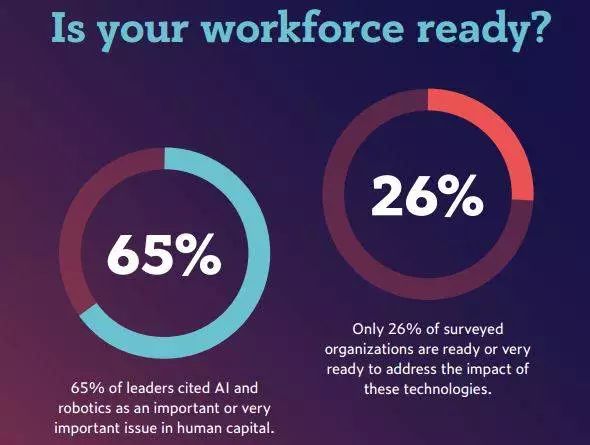 Is your workforce ready?
65%
65% of leaders cited AI and
robotics as an important or very
important issue in human capital.
26%
Only 26% of surveyed
organizations are ready or very
ready to address the impact of
these technologies.